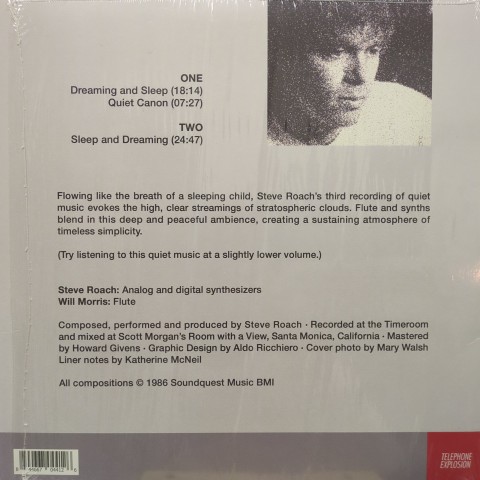 ONE
Dreaming and Sleep (18:14)
Quiet Canon (07:27)
TWO
Sleep and Dreaming (24:47)
Flowing like the breath of a sleeping child, Steve Roach's third recording of quiet
music evokes the high, clear streamings of stratospheric clouds. Flute and synths
blend in this deep and peaceful ambience, creating a sustaining atmosphere of
timeless simplicity.
(Try listening to this quiet music at a slightly lower volume.)
Steve Roach: Analog and digital synthesizers
Will Morris: Flute
Composed, performed and produced by Steve Roach · Recorded at the Timeroom
and mixed at Scott Morgan's Room with a View, Santa Monica, California · Mastered
by Howard Givens · Graphic Design by Aldo Ricchiero · Cover photo by Mary Walsh
Liner notes by Katherine McNeil
All compositions © 1986 Soundquest Music BMI
TELEPHONE
EXPLOSION